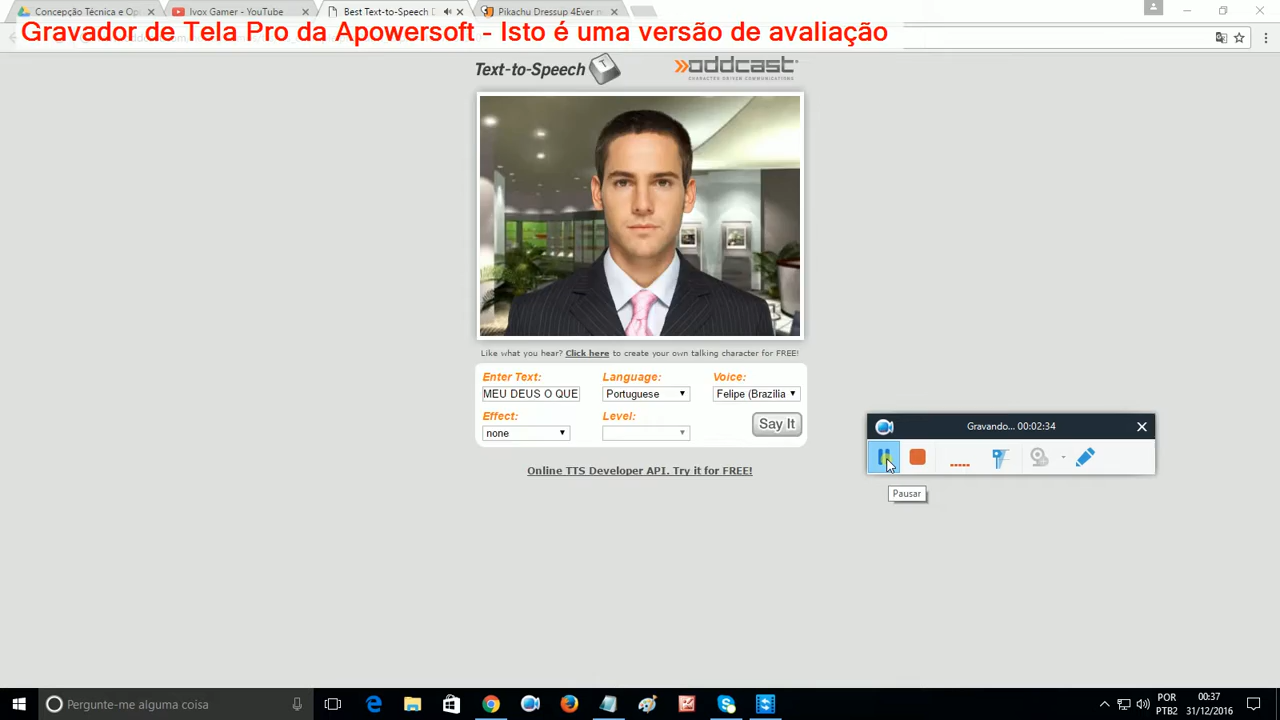 Concepção Técnica e Op
Ivox Gamer - YouTube
Best Text-to-Speech D
Pikachu Dressup 4Ever n
Gravador de Tela Pro da Apowersoft - Isto é uma versão de avaliação
Text-to-Speech
T
oddcast
CHARACTER DRIVEN COMMUNICATIONS
Like what you hear? Click here to create your own talking character for FREE!
Enter Text: Language: Voice:
MEU DEUS O QUE Portuguese Felipe (Brazilia
Effect: Level:
none Say It
Online TTS Developer API. Try it for FREE!
Gravando... 00:02:34
Pausar
Pergunte-me alguma coisa
POR 00:37
PTB2 31/12/2016